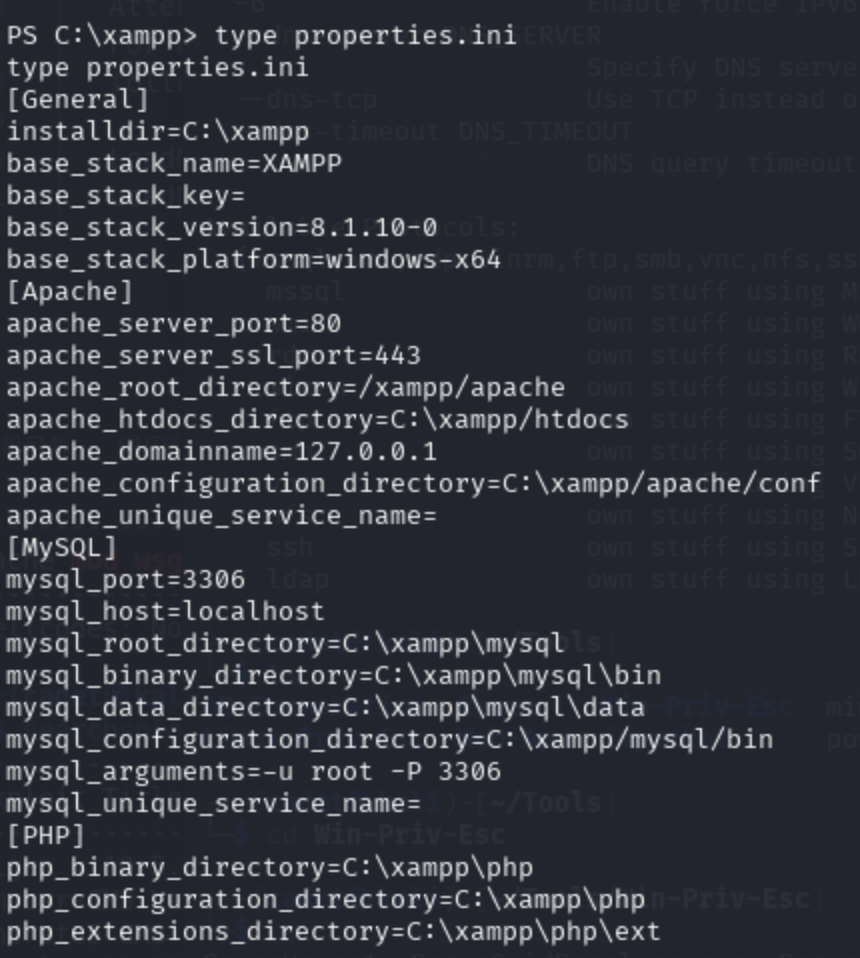 PS C:\xampp> type properties.ini
type properties.ini
[General]
installdir=C:\xampp
base_stack_name=XAMPP
base_stack_key=
base_stack_version=8.1.10-0
base_stack_platform=windows-x64
[Apache]
apache_server_port=80
apache_server_ssl_port=443
apache_root_directory=/xampp/apache
apache_htdocs_directory=C:\xampp/htdocs
apache_domainname=127.0.0.1
apache_configuration_directory=C:\xampp/apache/conf
apache_unique_service_name=
[MySQL]
mysql_port=3306
mysql_host=localhost
mysql_root_directory=C:\xampp\mysql
mysql_binary_directory=C:\xampp\mysql\bin
mysql_data_directory=C:\xampp\mysql\data
mysql_configuration_directory=C:\xampp/mysql/bin
mysql_arguments=-u root -P 3306
mysql_unique_service_name=
[PHP]
php_binary_directory=C:\xampp\php
php_configuration_directory=C:\xampp\php
php_extensions_directory=C:\xampp\php\ext